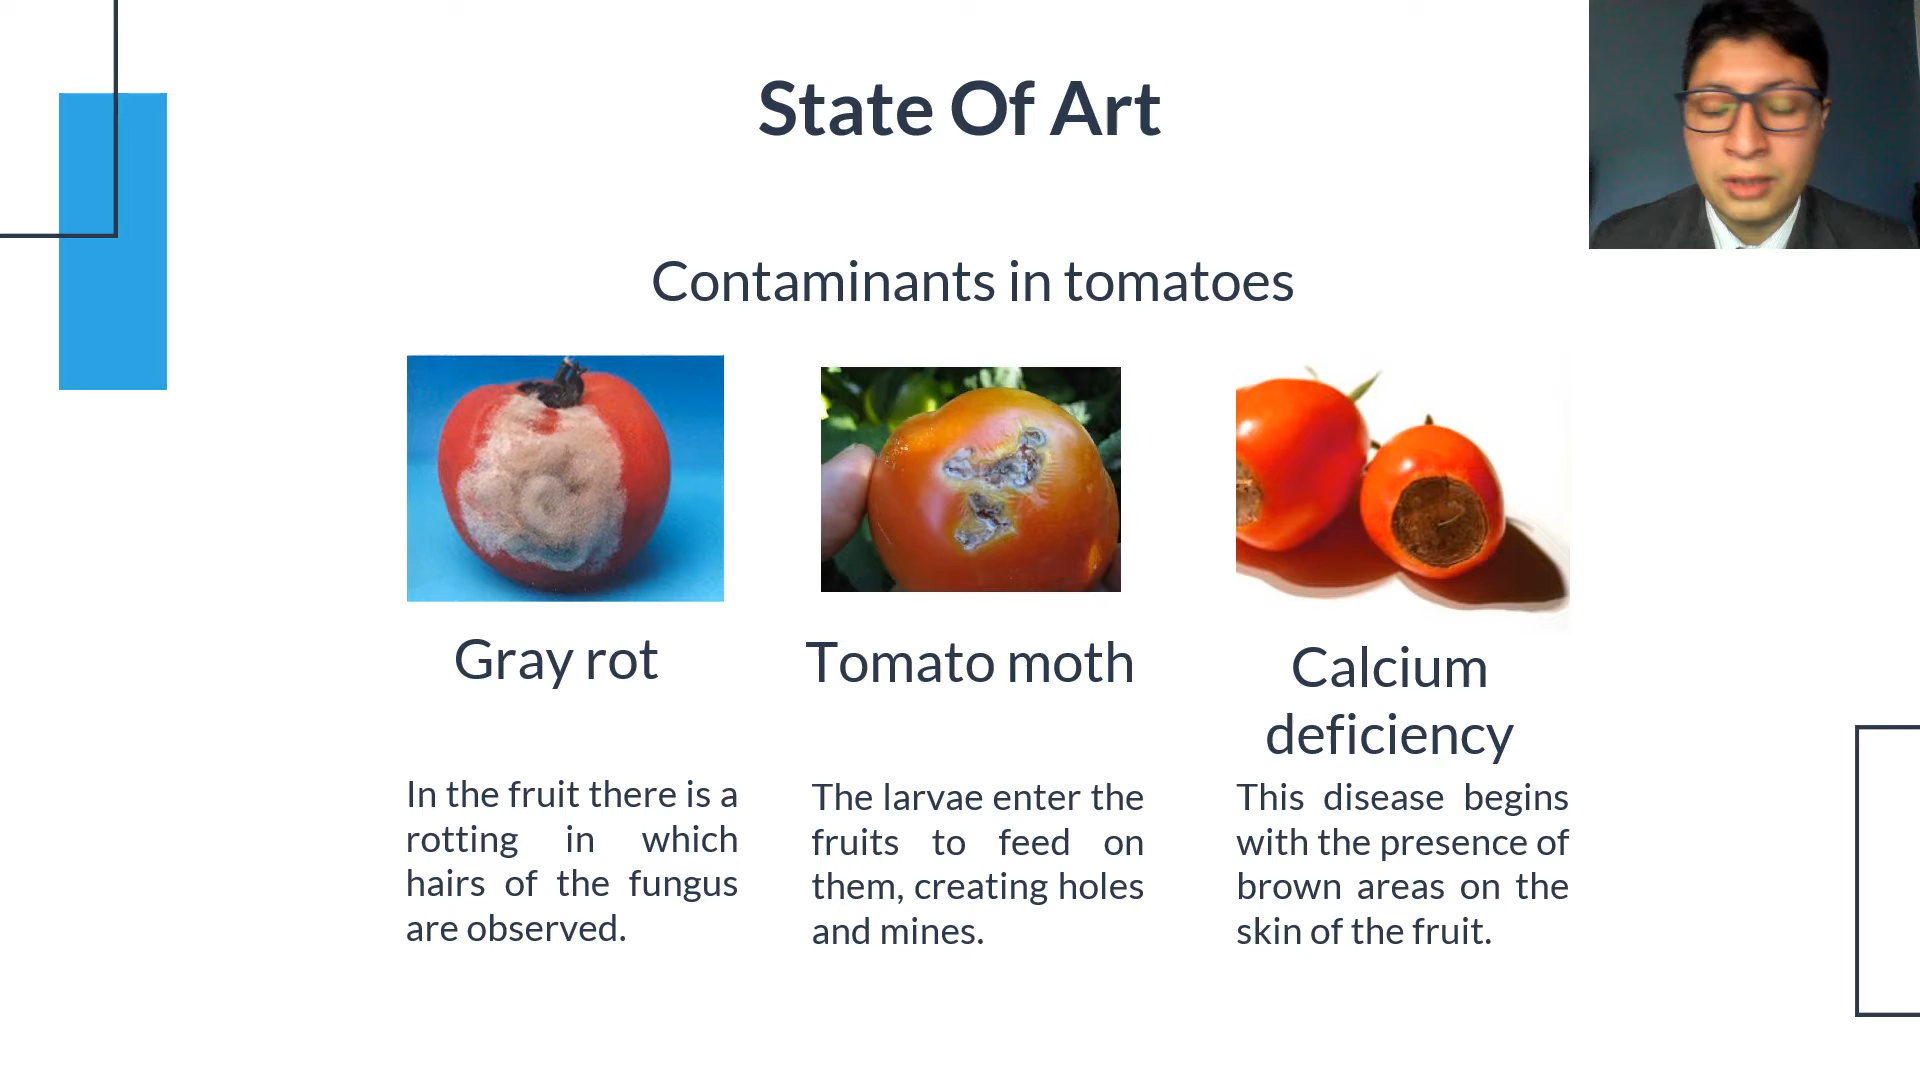 State Of Art
Contaminants in tomatoes
Gray rot
In the fruit there is a
rotting in which
hairs of the fungus
are observed.
Tomato moth
The larvae enter the
fruits to feed on
them, creating holes
and mines.
Calcium
deficiency
This disease begins
with the presence of
brown areas on the
skin of the fruit.